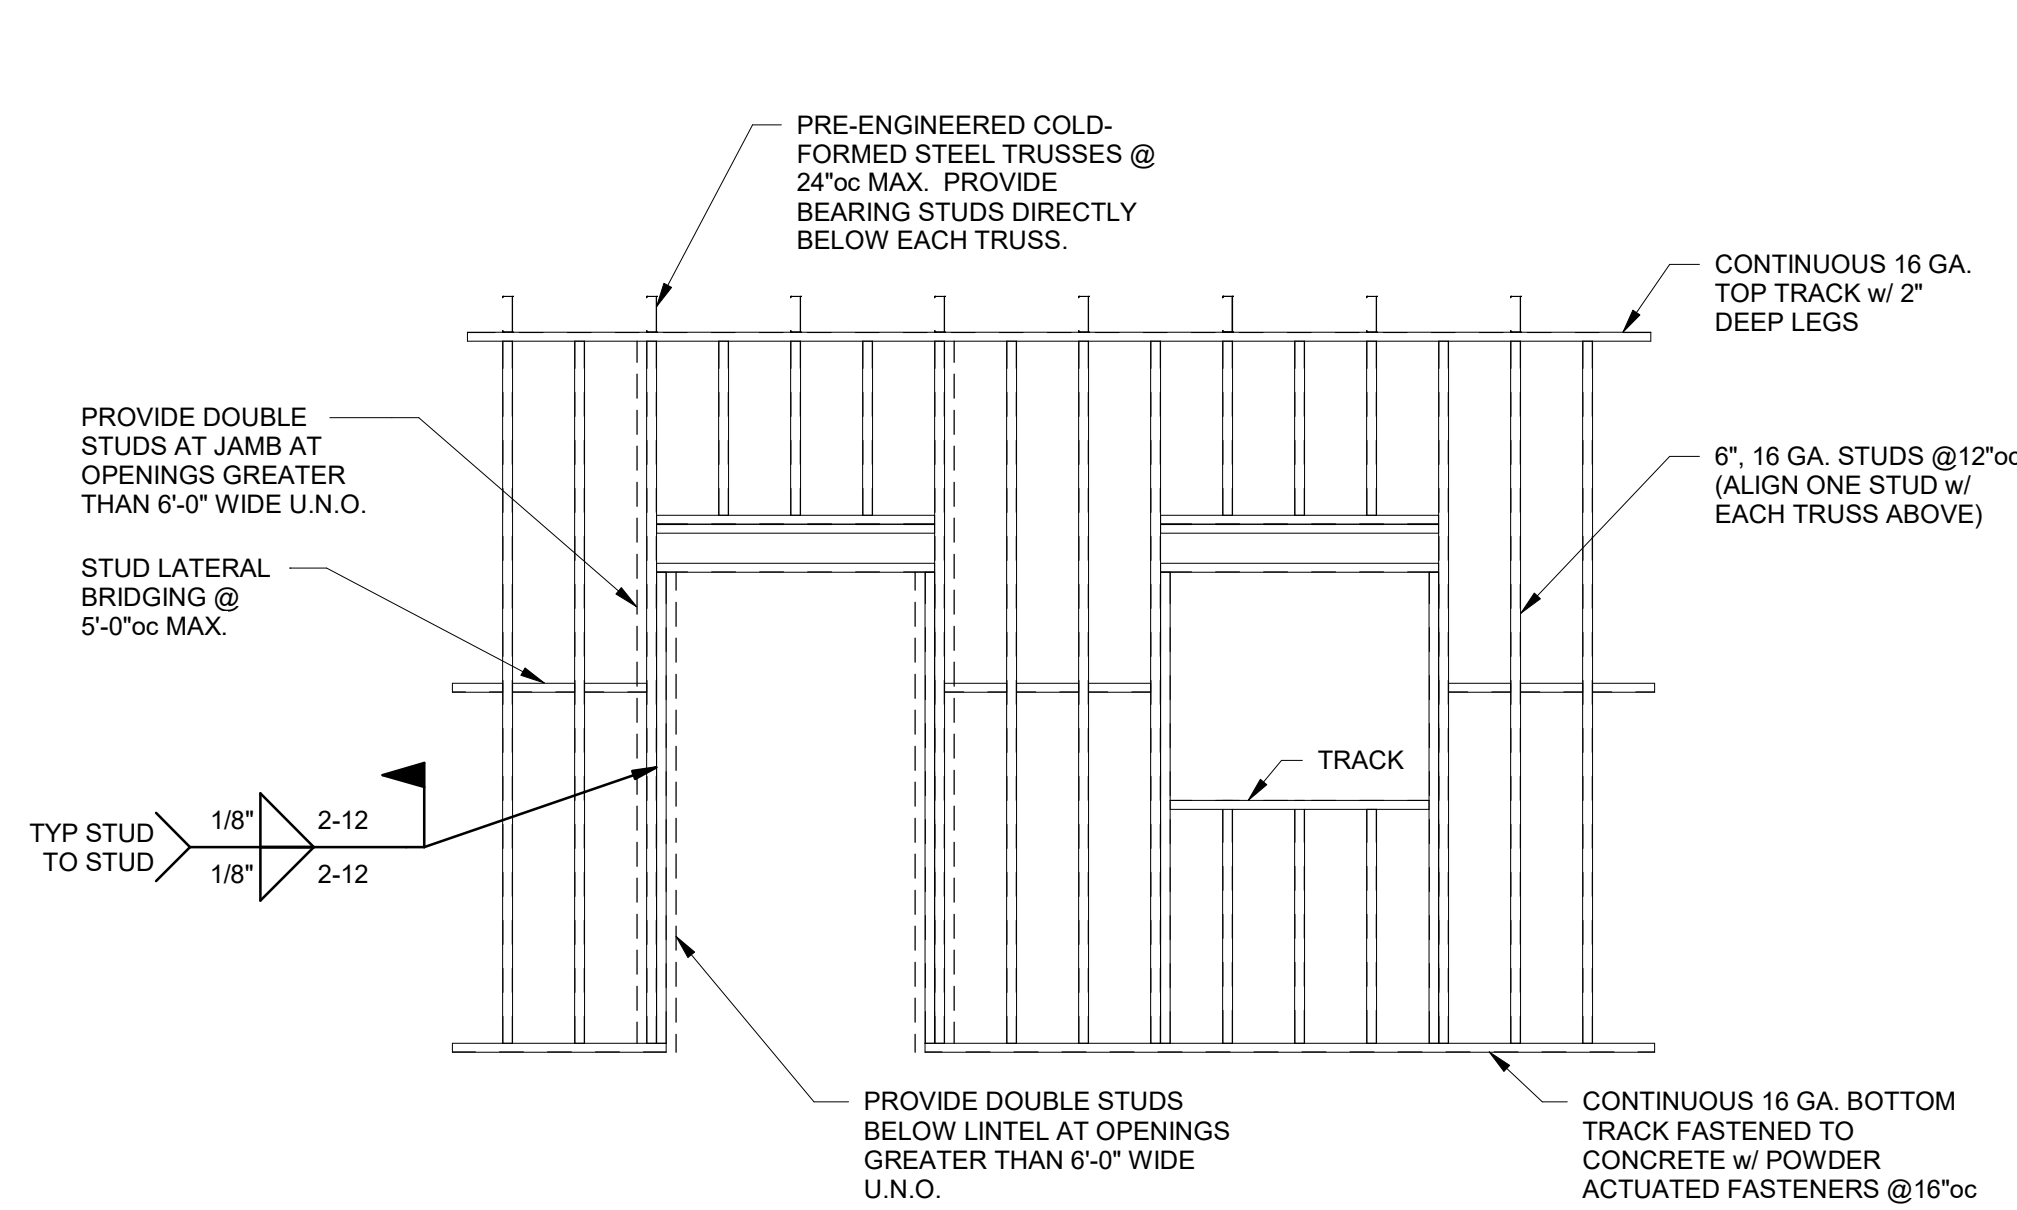 PRE-ENGINEERED COLD-
FORMED STEEL TRUSSES @
24"oc MAX.  PROVIDE
BEARING STUDS DIRECTLY
BELOW EACH TRUSS.
CONTINUOUS 16 GA.
TOP TRACK w/ 2"
DEEP LEGS
PROVIDE DOUBLE
STUDS AT JAMB AT
OPENINGS GREATER
THAN 6'-0" WIDE U.N.O.
6", 16 GA. STUDS @12"oc
(ALIGN ONE STUD w/
EACH TRUSS ABOVE)
STUD LATERAL
BRIDGING @
5'-0"oc MAX.
TRACK
TYP STUD
TO STUD
1/8" 2-12
1/8" 2-12
PROVIDE DOUBLE STUDS
BELOW LINTEL AT OPENINGS
GREATER THAN 6'-0" WIDE
U.N.O.
CONTINUOUS 16 GA. BOTTOM
TRACK FASTENED TO
CONCRETE w/ POWDER
ACTUATED FASTENERS @16"oc